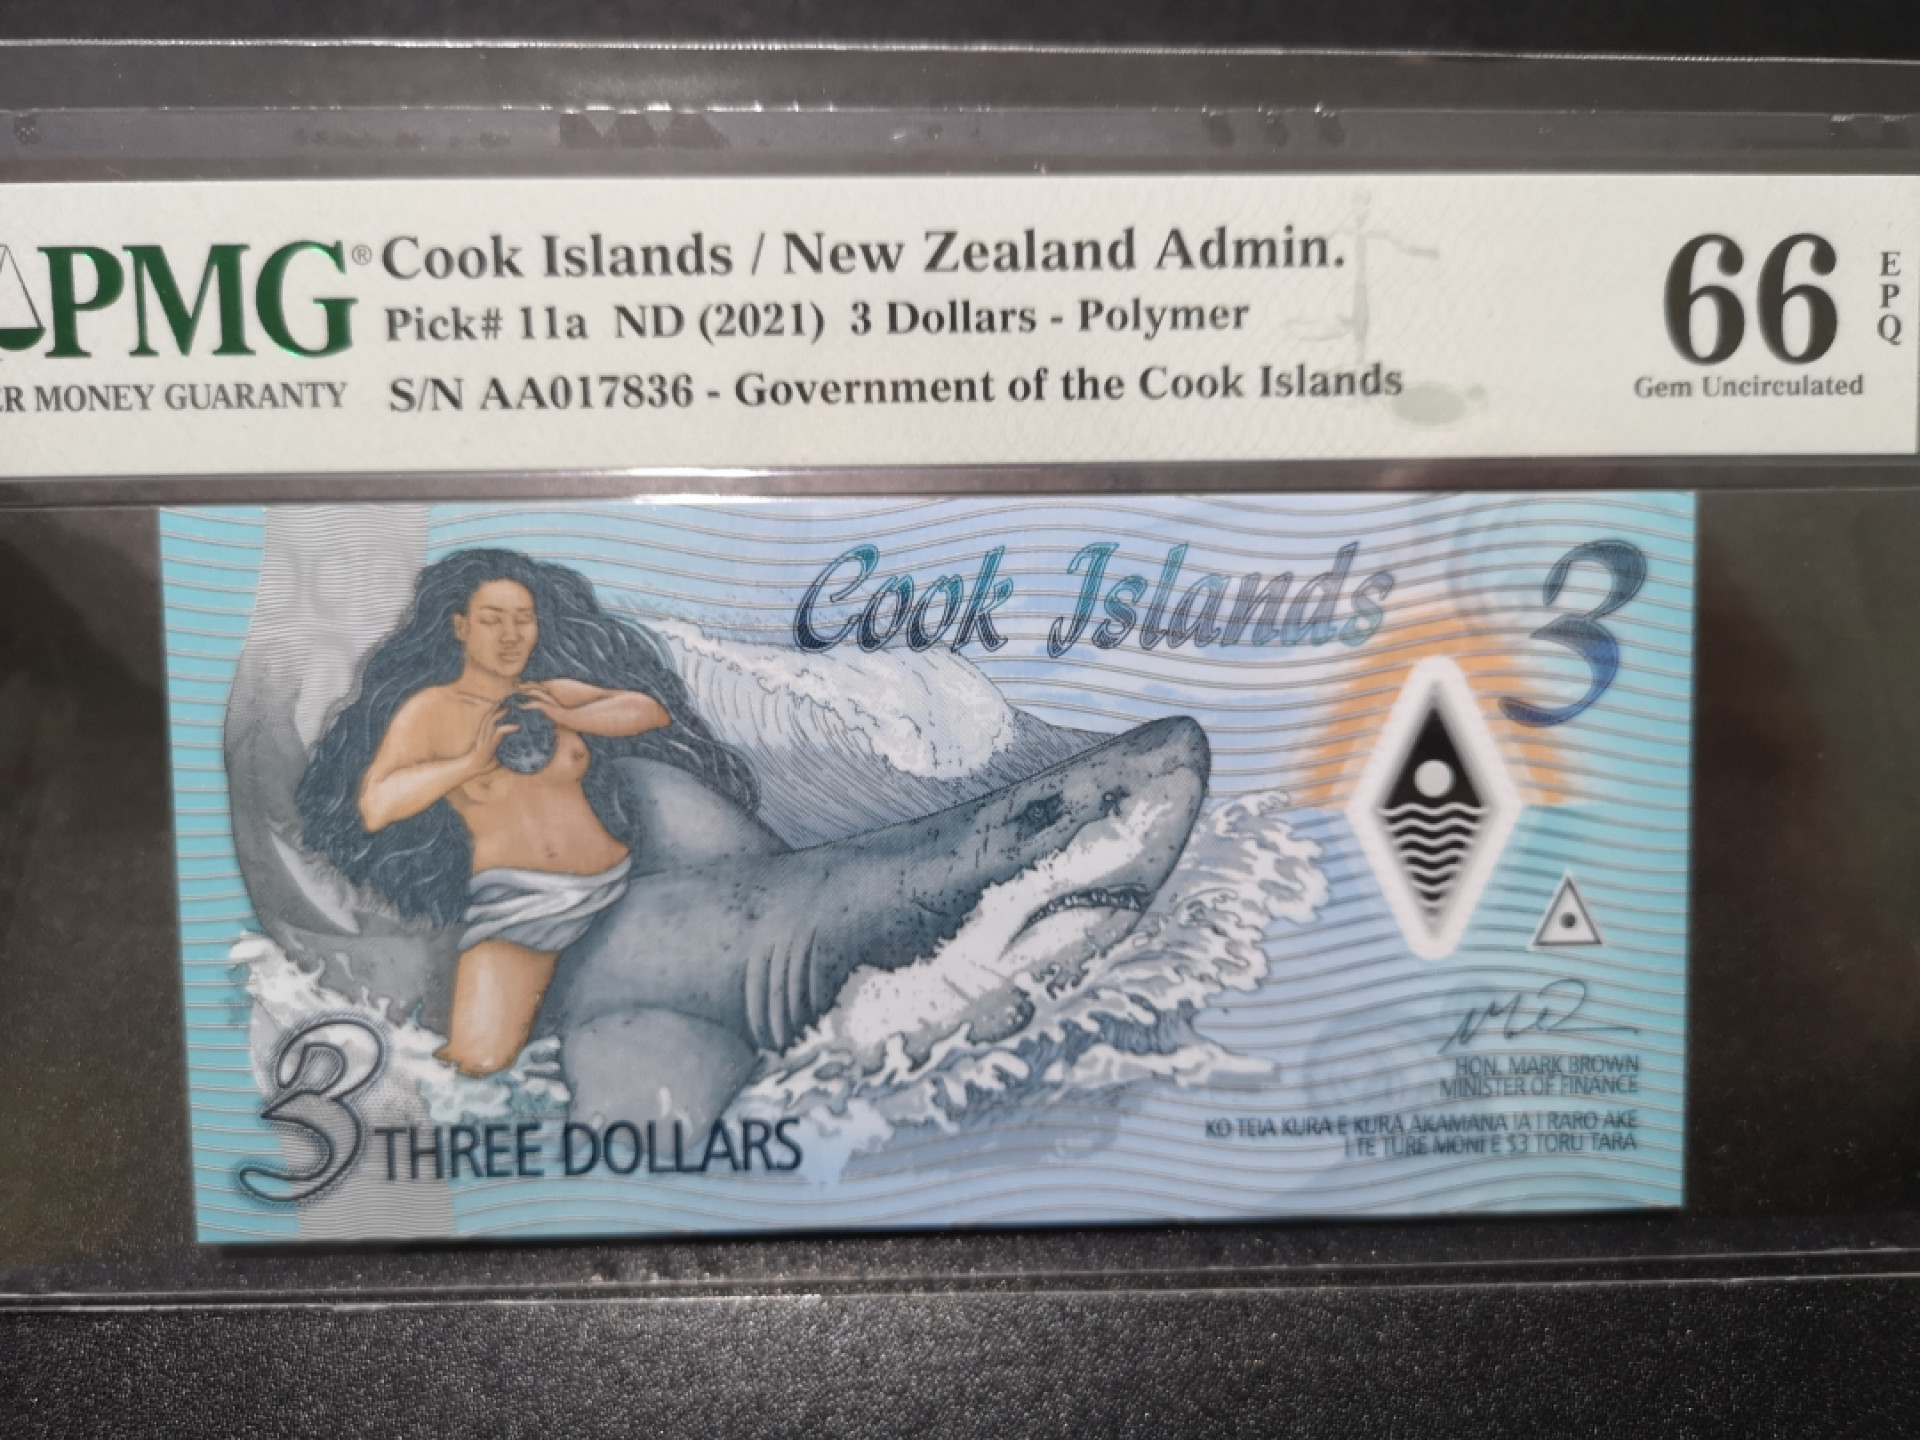 PMG® Cook Islands / New Zealand Admin.
Pick# 11a ND (2021) 3 Dollars - Polymer
MONEY GUARANTY S/N AA017836 - Government of the Cook Islands
66
EPQ
Gem Uncirculated
Cook Islands
3
HON. MARK BROWN
MINISTER OF FINANCE
KO TEIA KURA E KURA AKAMANA IA I RARO AKE
I TE TURE MONI E $3 TORU TARA
3 THREE DOLLARS